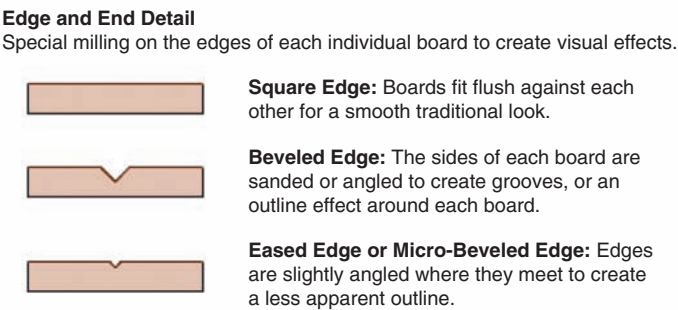 Edge and End Detail
Special milling on the edges of each individual board to create visual effects.
Square Edge: Boards fit flush against each
other for a smooth traditional look.
Beveled Edge: The sides of each board are
sanded or angled to create grooves, or an
outline effect around each board.
Eased Edge or Micro-Beveled Edge: Edges
are slightly angled where they meet to create
a less apparent outline.